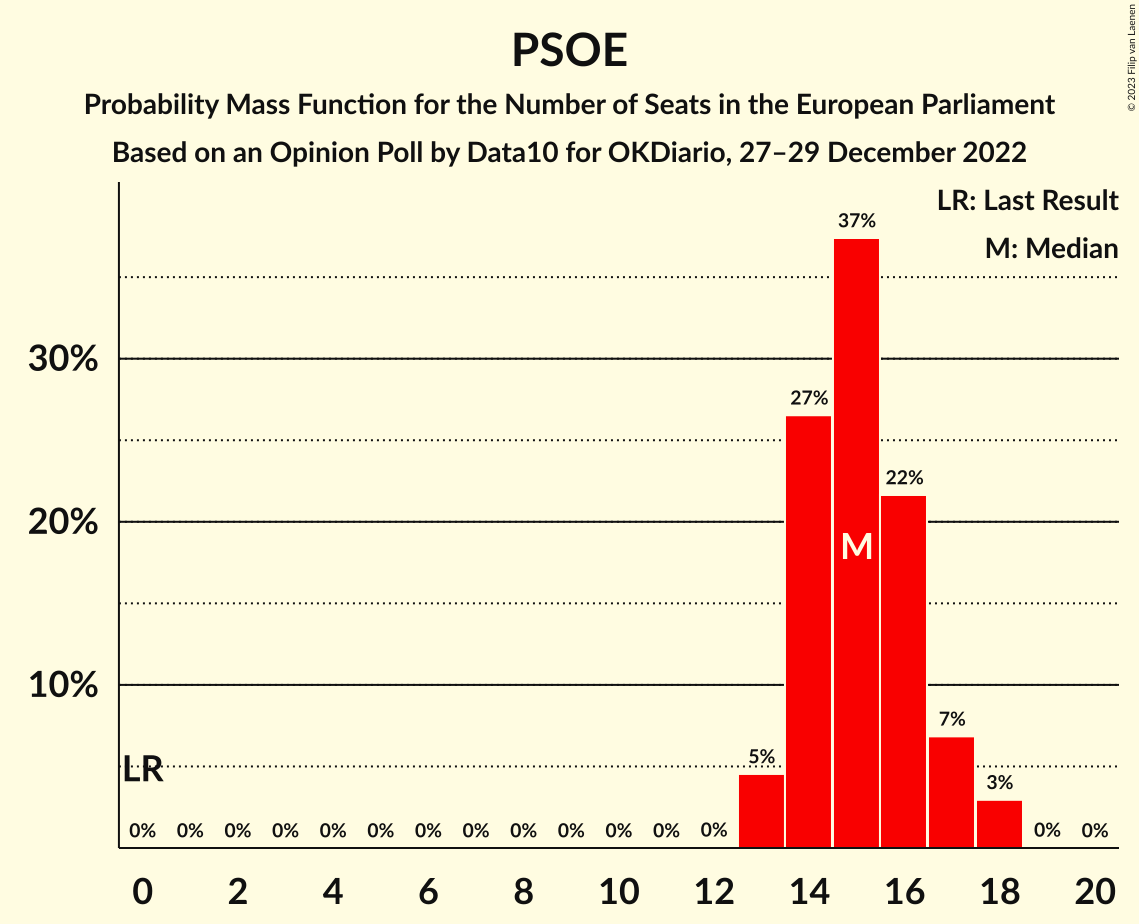 PSOE
Probability Mass Function for the Number of Seats in the European Parliament
Based on an Opinion Poll by Data10 for OKDiario, 27–29 December 2022
© 2023 Filip van Laenen
LR: Last Result
M: Median
30%
20%
10%
LR
M
0% 0% 0% 0% 0% 0% 0% 0% 0% 0% 0% 0% 0% 5% 27% 37% 22% 7% 3% 0% 0%
0 2 4 6 8 10 12 14 16 18 20